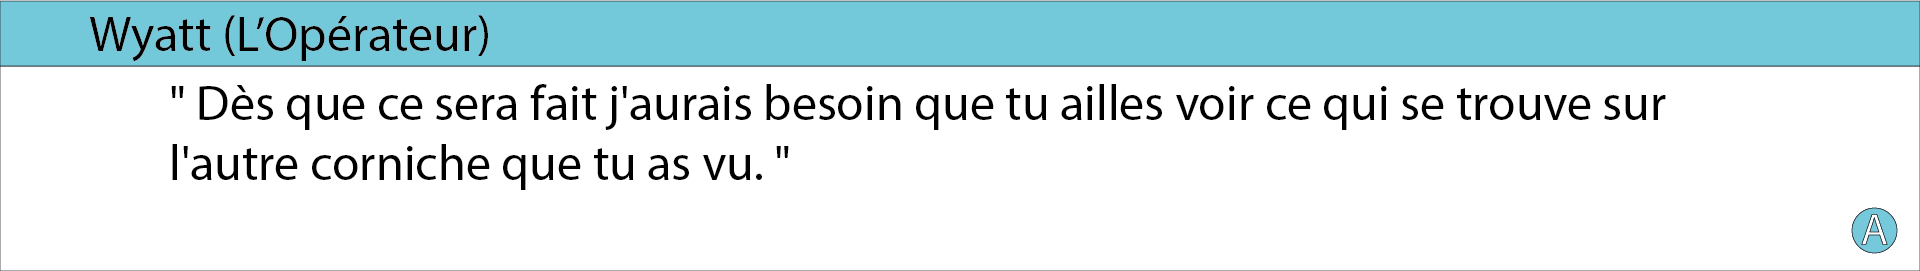 Wyatt (L’Opérateur)
" Dès que ce sera fait j'aurais besoin que tu ailles voir ce qui se trouve sur
l'autre corniche que tu as vu. "
A